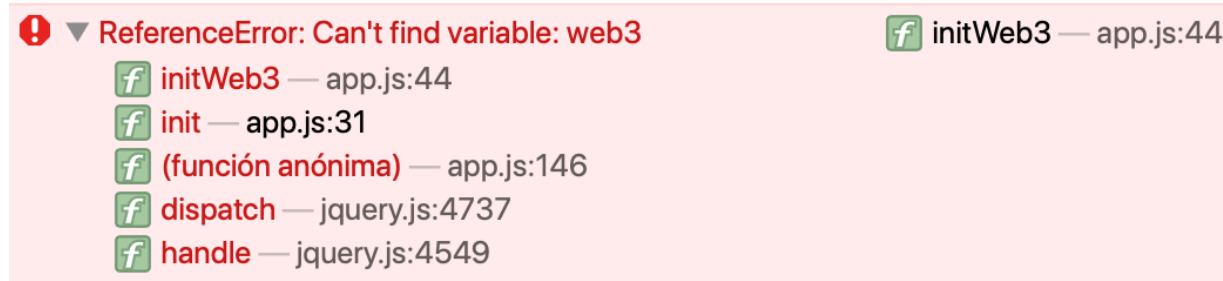 ReferenceError: Can't find variable: web3 f initWeb3 — app.js:44
f initWeb3 — app.js:44
f init — app.js:31
f (función anónima) — app.js:146
f dispatch — jquery.js:4737
f handle — jquery.js:4549